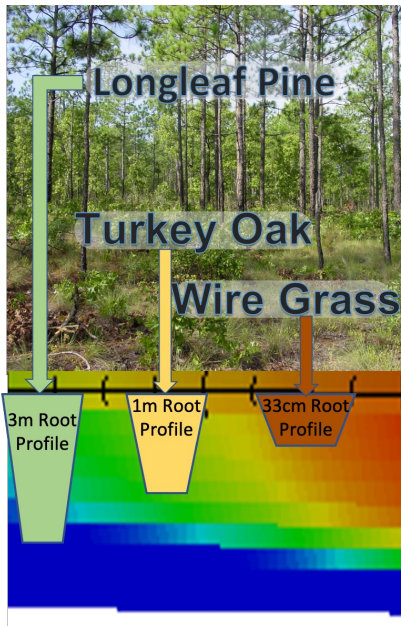 Longleaf Pine
Turkey Oak
Wire Grass
3m Root
Profile
1m Root
Profile
33cm Root
Profile